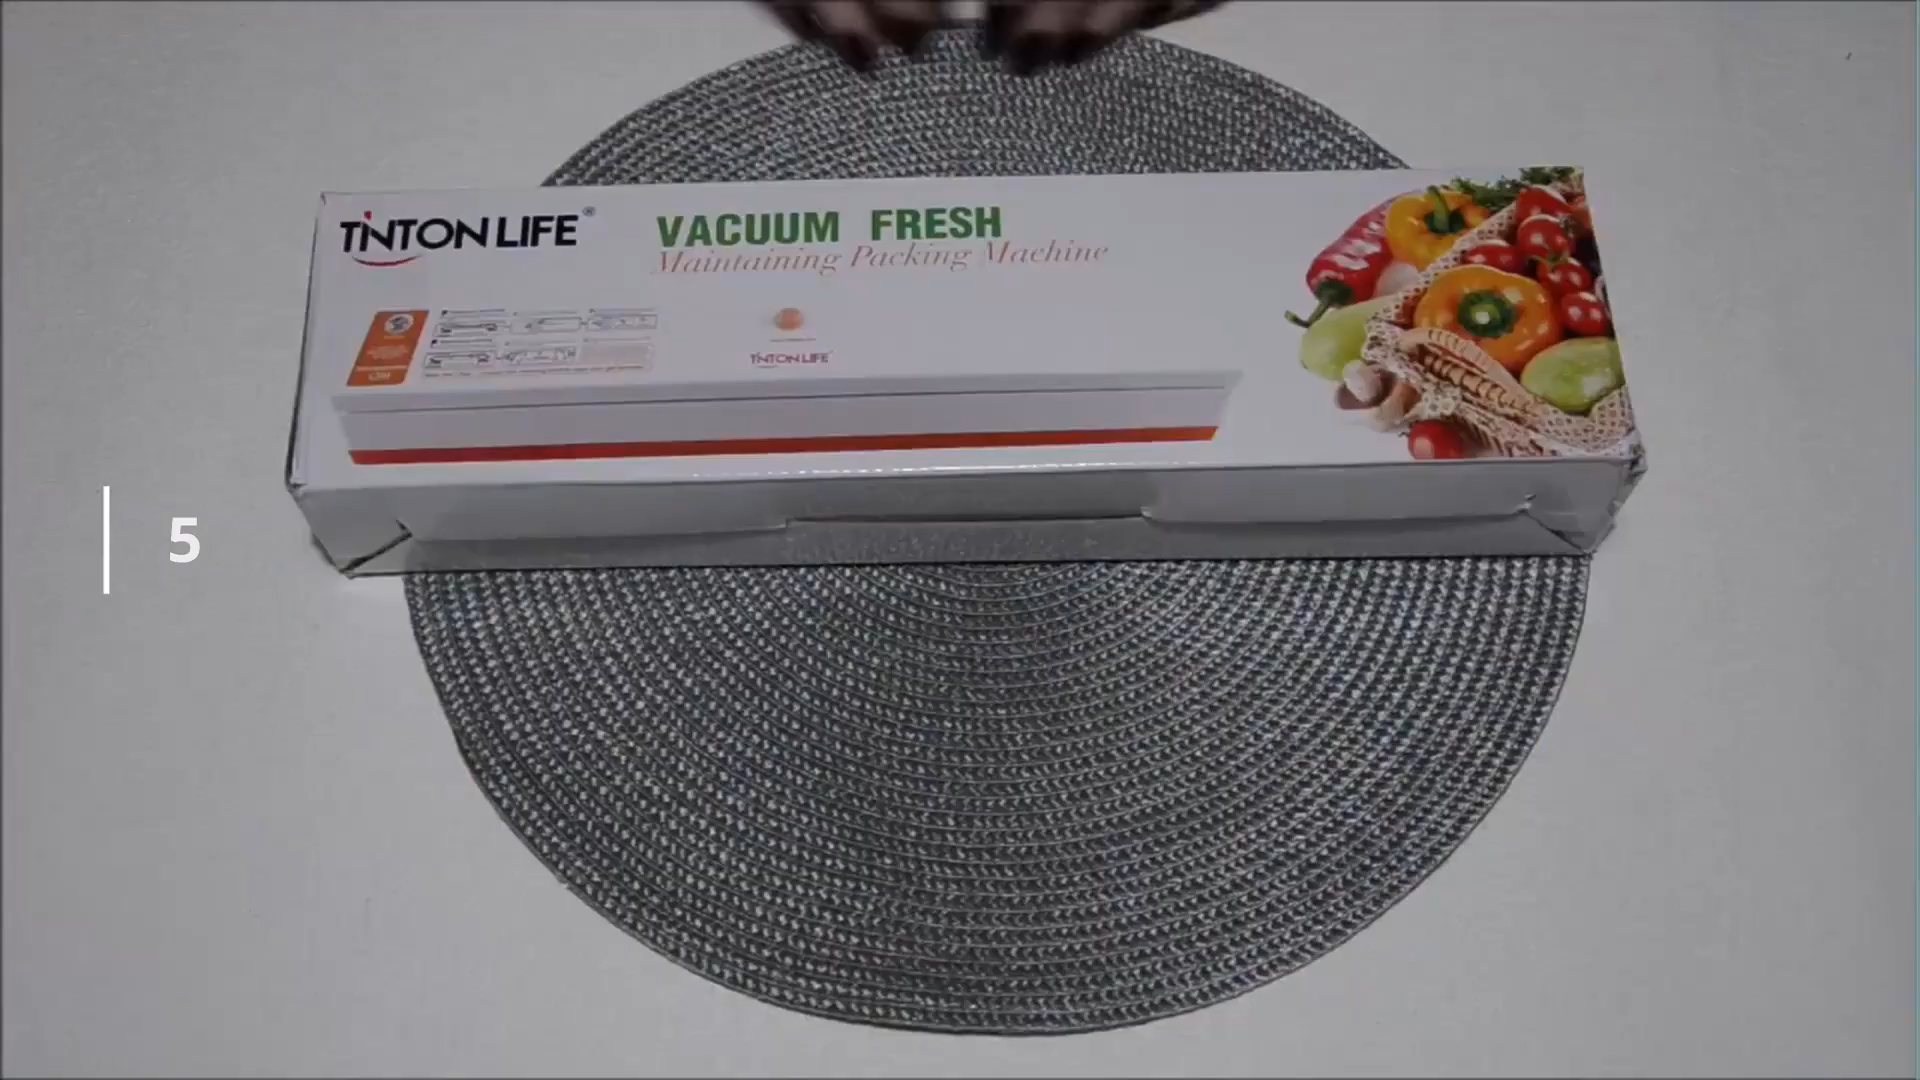 TINTON LIFE®
VACUUM FRESH
Maintaining Packing Machine
TINTON LIFE
5